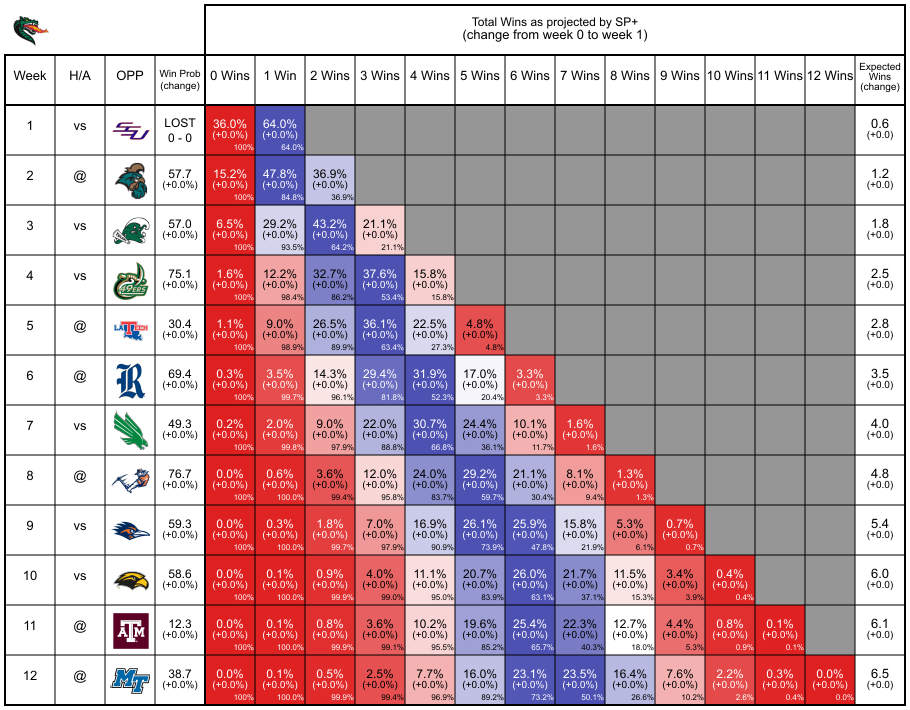 Total Wins as projected by SP+
(change from week 0 to week 1)
Week H/A OPP Win Prob (change) 0 Wins 1 Win 2 Wins 3 Wins 4 Wins 5 Wins 6 Wins 7 Wins 8 Wins 9 Wins 10 Wins 11 Wins 12 Wins Expected Wins (change)
1 vs SSU LOST 36.0% 64.0% 0.6
0 - 0 (+0.0%) (+0.0%) (+0.0)
100% 64.0%
2 @ 57.7 15.2% 47.8% 36.9% 1.2
(+0.0%) (+0.0%) (+0.0%) (+0.0%) (+0.0)
100% 84.8% 36.9%
3 vs 57.0 6.5% 29.2% 43.2% 21.1% 1.8
(+0.0%) (+0.0%) (+0.0%) (+0.0%) (+0.0%) (+0.0)
100% 93.5% 64.2% 21.1%
4 vs 49ERS 75.1 1.6% 12.2% 32.7% 37.6% 15.8% 2.5
(+0.0%) (+0.0%) (+0.0%) (+0.0%) (+0.0%) (+0.0%) (+0.0)
100% 98.4% 86.2% 53.4% 15.8%
5 @ LA TECH 30.4 1.1% 9.0% 26.5% 36.1% 22.5% 4.8% 2.8
(+0.0%) (+0.0%) (+0.0%) (+0.0%) (+0.0%) (+0.0%) (+0.0%) (+0.0)
100% 98.9% 89.9% 63.4% 27.3% 4.8%
6 @ R 69.4 0.3% 3.5% 14.3% 29.4% 31.9% 17.0% 3.3% 3.5
(+0.0%) (+0.0%) (+0.0%) (+0.0%) (+0.0%) (+0.0%) (+0.0%) (+0.0%) (+0.0)
100% 99.7% 96.1% 81.8% 52.3% 20.4% 3.3%
7 vs 49.3 0.2% 2.0% 9.0% 22.0% 30.7% 24.4% 10.1% 1.6% 4.0
(+0.0%) (+0.0%) (+0.0%) (+0.0%) (+0.0%) (+0.0%) (+0.0%) (+0.0%) (+0.0%) (+0.0)
100% 99.8% 97.9% 88.8% 66.8% 36.1% 11.7% 1.6%
8 @ 76.7 0.0% 0.6% 3.6% 12.0% 24.0% 29.2% 21.1% 8.1% 1.3% 4.8
(+0.0%) (+0.0%) (+0.0%) (+0.0%) (+0.0%) (+0.0%) (+0.0%) (+0.0%) (+0.0%) (+0.0%) (+0.0)
100% 100.0% 99.4% 95.8% 83.7% 59.7% 30.4% 9.4% 1.3%
9 vs 59.3 0.0% 0.3% 1.8% 7.0% 16.9% 26.1% 25.9% 15.8% 5.3% 0.7% 5.4
(+0.0%) (+0.0%) (+0.0%) (+0.0%) (+0.0%) (+0.0%) (+0.0%) (+0.0%) (+0.0%) (+0.0%) (+0.0%) (+0.0)
100% 100.0% 99.7% 97.9% 90.9% 73.9% 47.8% 21.9% 6.1% 0.7%
10 vs 58.6 0.0% 0.1% 0.9% 4.0% 11.1% 20.7% 26.0% 21.7% 11.5% 3.4% 0.4% 6.0
(+0.0%) (+0.0%) (+0.0%) (+0.0%) (+0.0%) (+0.0%) (+0.0%) (+0.0%) (+0.0%) (+0.0%) (+0.0%) (+0.0%) (+0.0)
100% 100.0% 99.9% 99.0% 95.0% 83.9% 63.1% 37.1% 15.3% 3.9% 0.4%
11 @ ATM 12.3 0.0% 0.1% 0.8% 3.6% 10.2% 19.6% 25.4% 22.3% 12.7% 4.4% 0.8% 0.1% 6.1
(+0.0%) (+0.0%) (+0.0%) (+0.0%) (+0.0%) (+0.0%) (+0.0%) (+0.0%) (+0.0%) (+0.0%) (+0.0%) (+0.0%) (+0.0%) (+0.0)
100% 100.0% 99.9% 99.1% 95.5% 85.2% 65.7% 40.3% 18.0% 5.3% 0.9% 0.1%
12 @ MT 38.7 0.0% 0.1% 0.5% 2.5% 7.7% 16.0% 23.1% 23.5% 16.4% 7.6% 2.2% 0.3% 0.0% 6.5
(+0.0%) (+0.0%) (+0.0%) (+0.0%) (+0.0%) (+0.0%) (+0.0%) (+0.0%) (+0.0%) (+0.0%) (+0.0%) (+0.0%) (+0.0%) (+0.0%) (+0.0)
100% 100.0% 99.9% 99.4% 96.9% 89.2% 73.2% 50.1% 26.6% 10.2% 2.6% 0.4% 0.0%